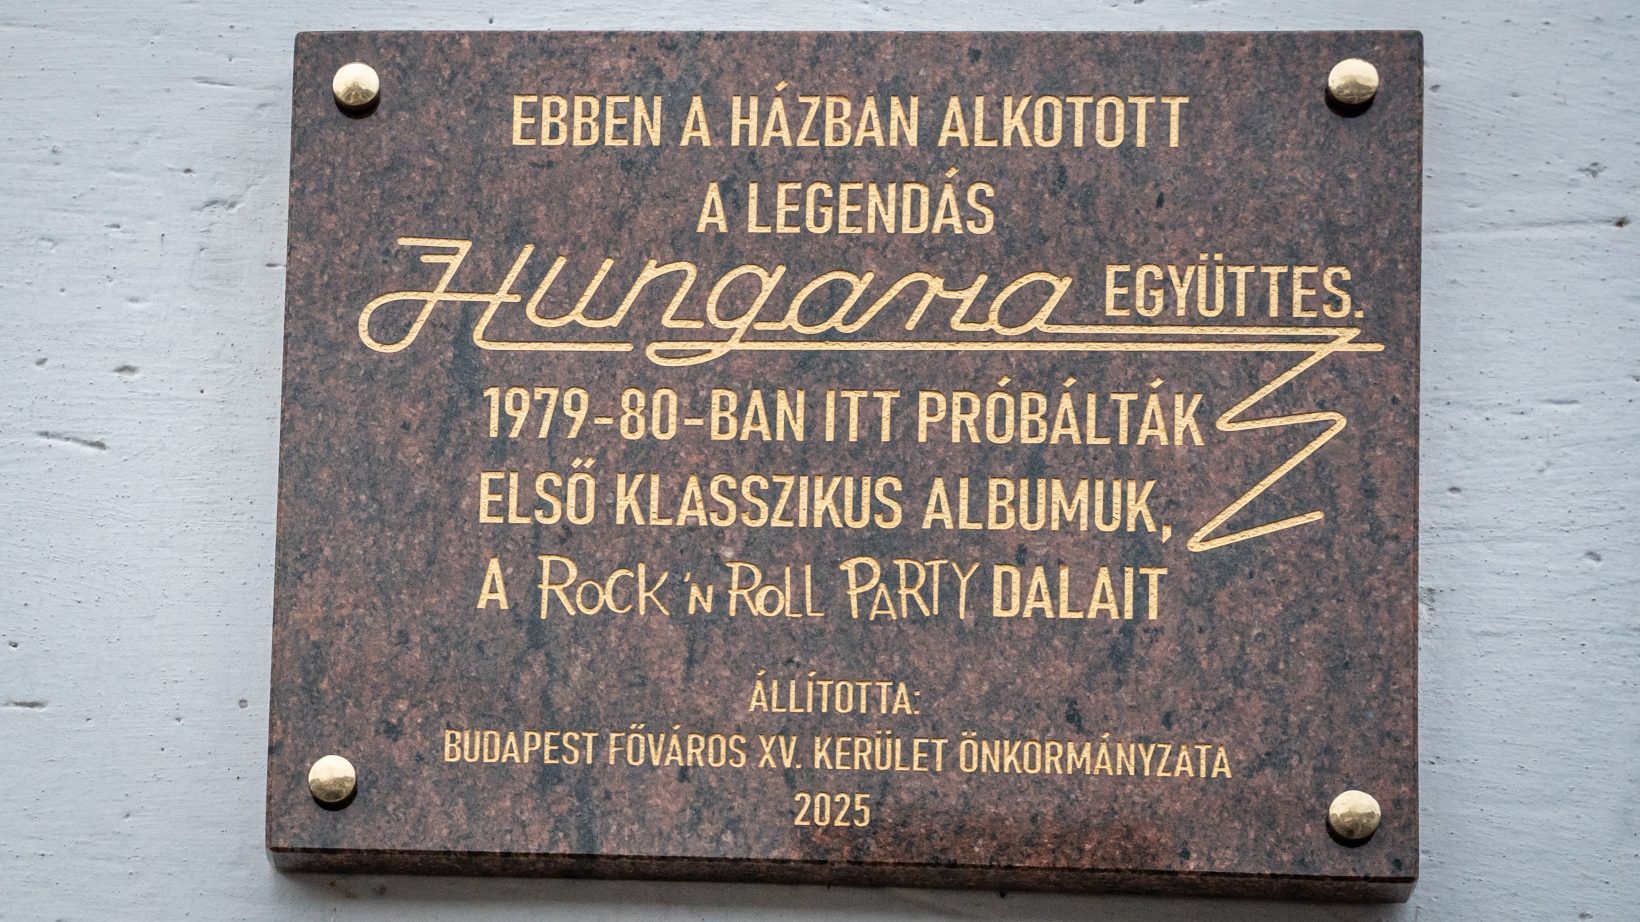 EBBEN A HÁZBAN ALKOTOTT
A LEGENDÁS
Hungaria EGYÜTTES.
1979-80-BAN ITT PRÓBÁLTÁK
ELSŐ KLASSZIKUS ALBUMUK,
A ROCK 'N ROLL PARTY DALAIT
ÁLLÍTOTTA:
BUDAPEST FŐVÁROS XV. KERÜLET ÖNKORMÁNYZATA
2025